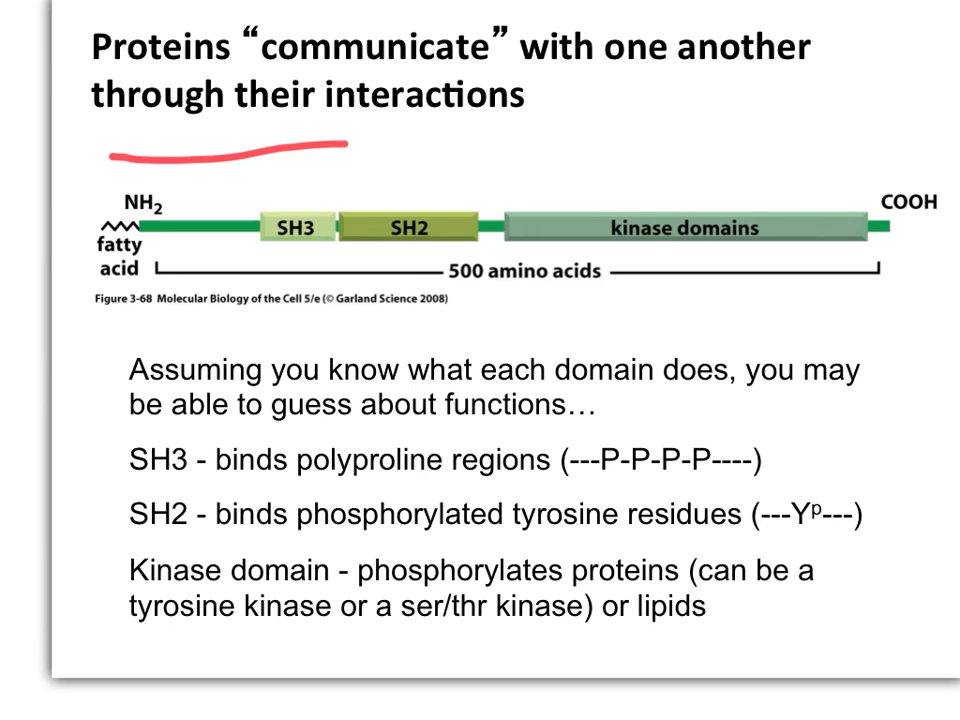 Proteins “communicate” with one another
through their interactions
NH2
COOH
SH3
SH2
kinase domains
fatty
acid
500 amino acids
Figure 3-68 Molecular Biology of the Cell 5/e (© Garland Science 2008)
Assuming you know what each domain does, you may
be able to guess about functions…
SH3 - binds polyproline regions (---P-P-P-P----)
SH2 - binds phosphorylated tyrosine residues (---Yp---)
Kinase domain - phosphorylates proteins (can be a
tyrosine kinase or a ser/thr kinase) or lipids